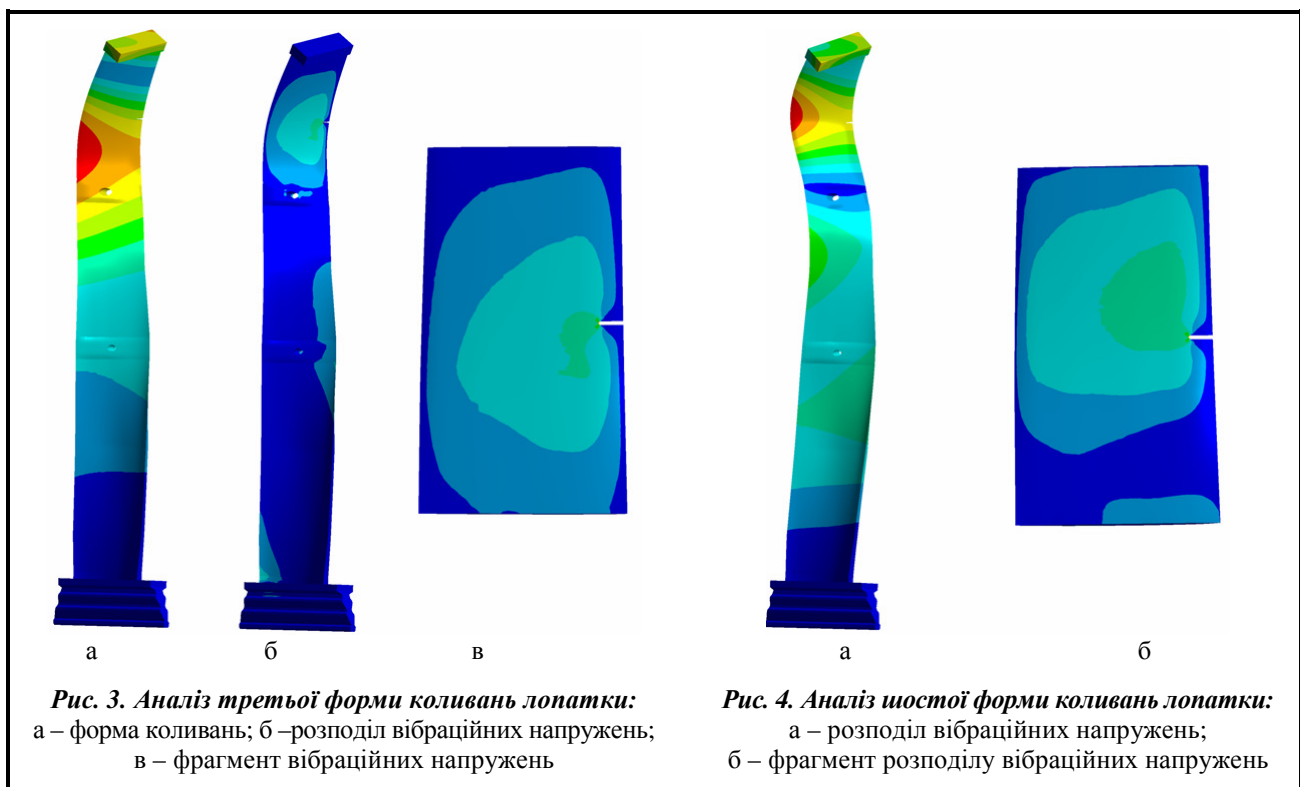 а б в
Рис. 3. Аналіз третьої форми коливань лопатки:
а – форма коливань; б –розподіл вібраційних напружень;
в – фрагмент вібраційних напружень
а б
Рис. 4. Аналіз шостої форми коливань лопатки:
а – розподіл вібраційних напружень;
б – фрагмент розподілу вібраційних напружень